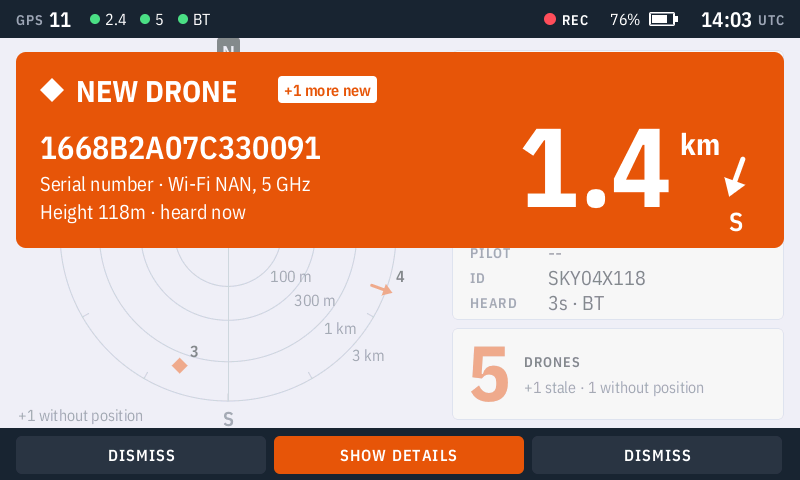 GPS 11 2.4 5 BT REC 76% 14:03 UTC
N
NEW DRONE +1 more new
1668B2A07C330091
Serial number · Wi-Fi NAN, 5 GHz
Height 118m · heard now
1.4 km
S
PILOT --
ID SKY04X118
HEARD 3s · BT
100 m
300 m
1 km
3 km
4
3
+1 without position
S
5 DRONES
+1 stale · 1 without position
DISMISS SHOW DETAILS DISMISS